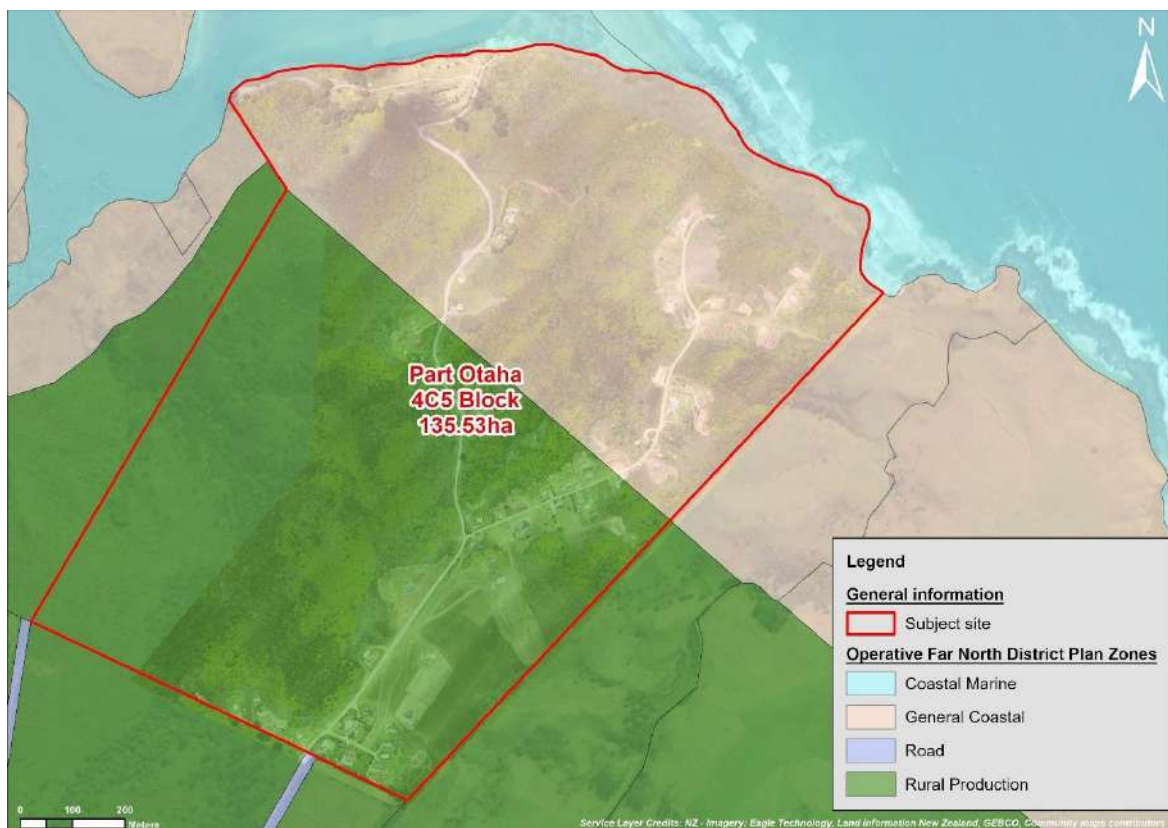 N
Part Otaha
4C5 Block
135.53ha
Legend
General information
Subject site
Operative Far North District Plan Zones
Coastal Marine
General Coastal
Road
Rural Production
0 100 200
Meters
Service Layer Credits: NZ - Imagery: Eagle Technology, Land Information New Zealand, GEBCO, Community maps contributors